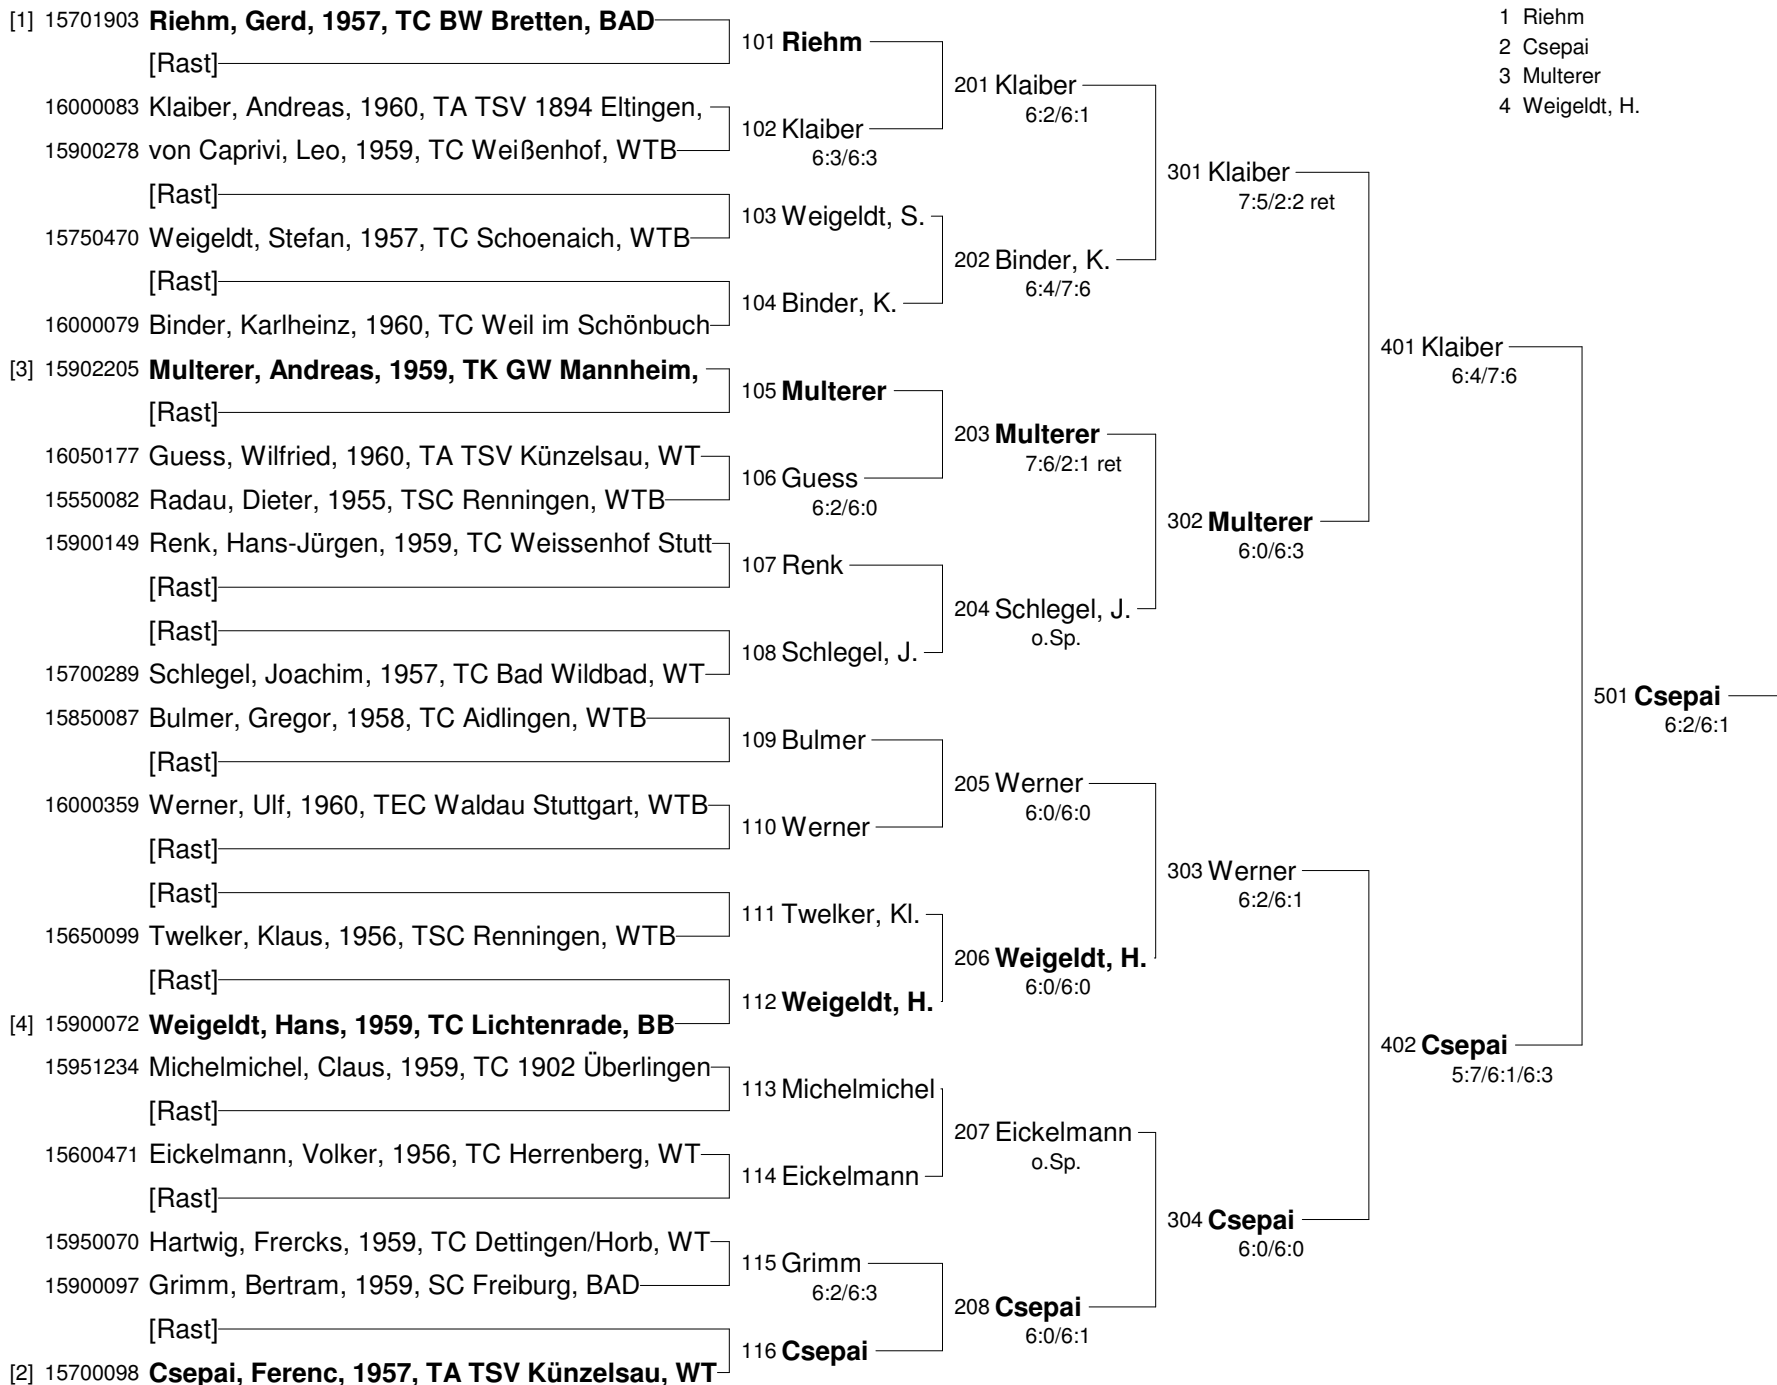 [1] 15701903 Riehm, Gerd, 1957, TC BW Bretten, BAD
[Rast]
16000083 Klaiber, Andreas, 1960, TA TSV 1894 Eltingen,
15900278 von Caprivi, Leo, 1959, TC Weißenhof, WTB
[Rast]
15750470 Weigeldt, Stefan, 1957, TC Schoenaich, WTB
[Rast]
16000079 Binder, Karlheinz, 1960, TC Weil im Schönbuch
[3] 15902205 Multerer, Andreas, 1959, TK GW Mannheim,
[Rast]
16050177 Guess, Wilfried, 1960, TA TSV Künzelsau, WT
15550082 Radau, Dieter, 1955, TSC Renningen, WTB
15900149 Renk, Hans-Jürgen, 1959, TC Weissenhof Stutt
[Rast]
[Rast]
15700289 Schlegel, Joachim, 1957, TC Bad Wildbad, WT
15850087 Bulmer, Gregor, 1958, TC Aidlingen, WTB
[Rast]
16000359 Werner, Ulf, 1960, TEC Waldau Stuttgart, WTB
[Rast]
[Rast]
15650099 Twelker, Klaus, 1956, TSC Renningen, WTB
[Rast]
[4] 15900072 Weigeldt, Hans, 1959, TC Lichtenrade, BB
15951234 Michelmichel, Claus, 1959, TC 1902 Überlingen
[Rast]
15600471 Eickelmann, Volker, 1956, TC Herrenberg, WT
[Rast]
15950070 Hartwig, Frercks, 1959, TC Dettingen/Horb, WT
15900097 Grimm, Bertram, 1959, SC Freiburg, BAD
[Rast]
[2] 15700098 Csepai, Ferenc, 1957, TA TSV Künzelsau, WT
101 Riehm
102 Klaiber
6:3/6:3
103 Weigeldt, S.
104 Binder, K.
105 Multerer
106 Guess
6:2/6:0
107 Renk
108 Schlegel, J.
109 Bulmer
110 Werner
111 Twelker, Kl.
112 Weigeldt, H.
113 Michelmichel
114 Eickelmann
115 Grimm
6:2/6:3
116 Csepai
201 Klaiber
6:2/6:1
202 Binder, K.
6:4/7:6
203 Multerer
7:6/2:1 ret
204 Schlegel, J.
o.Sp.
205 Werner
6:0/6:0
206 Weigeldt, H.
6:0/6:0
207 Eickelmann
o.Sp.
208 Csepai
6:0/6:1
301 Klaiber
7:5/2:2 ret
302 Multerer
6:0/6:3
303 Werner
6:2/6:1
304 Csepai
6:0/6:0
401 Klaiber
6:4/7:6
402 Csepai
5:7/6:1/6:3
501 Csepai
6:2/6:1
1 Riehm
2 Csepai
3 Multerer
4 Weigeldt, H.